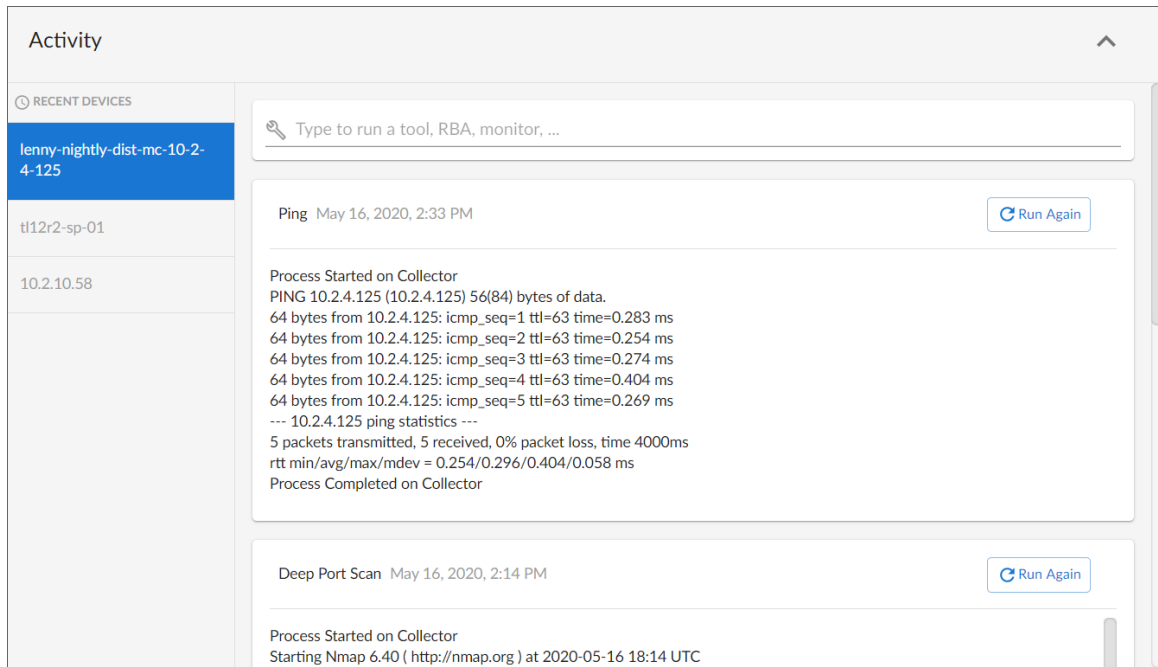 Activity
RECENT DEVICES
lenny-nightly-dist-mc-10-2-
4-125
tl12r2-sp-01
10.2.10.58
Type to run a tool, RBA, monitor, ...
Ping May 16, 2020, 2:33 PM
Run Again
Process Started on Collector
PING 10.2.4.125 (10.2.4.125) 56(84) bytes of data.
64 bytes from 10.2.4.125: icmp_seq=1 ttl=63 time=0.283 ms
64 bytes from 10.2.4.125: icmp_seq=2 ttl=63 time=0.254 ms
64 bytes from 10.2.4.125: icmp_seq=3 ttl=63 time=0.274 ms
64 bytes from 10.2.4.125: icmp_seq=4 ttl=63 time=0.404 ms
64 bytes from 10.2.4.125: icmp_seq=5 ttl=63 time=0.269 ms
--- 10.2.4.125 ping statistics ---
5 packets transmitted, 5 received, 0% packet loss, time 4000ms
rtt min/avg/max/mdev = 0.254/0.296/0.404/0.058 ms
Process Completed on Collector
Deep Port Scan May 16, 2020, 2:14 PM
Run Again
Process Started on Collector
Starting Nmap 6.40 ( http://nmap.org ) at 2020-05-16 18:14 UTC